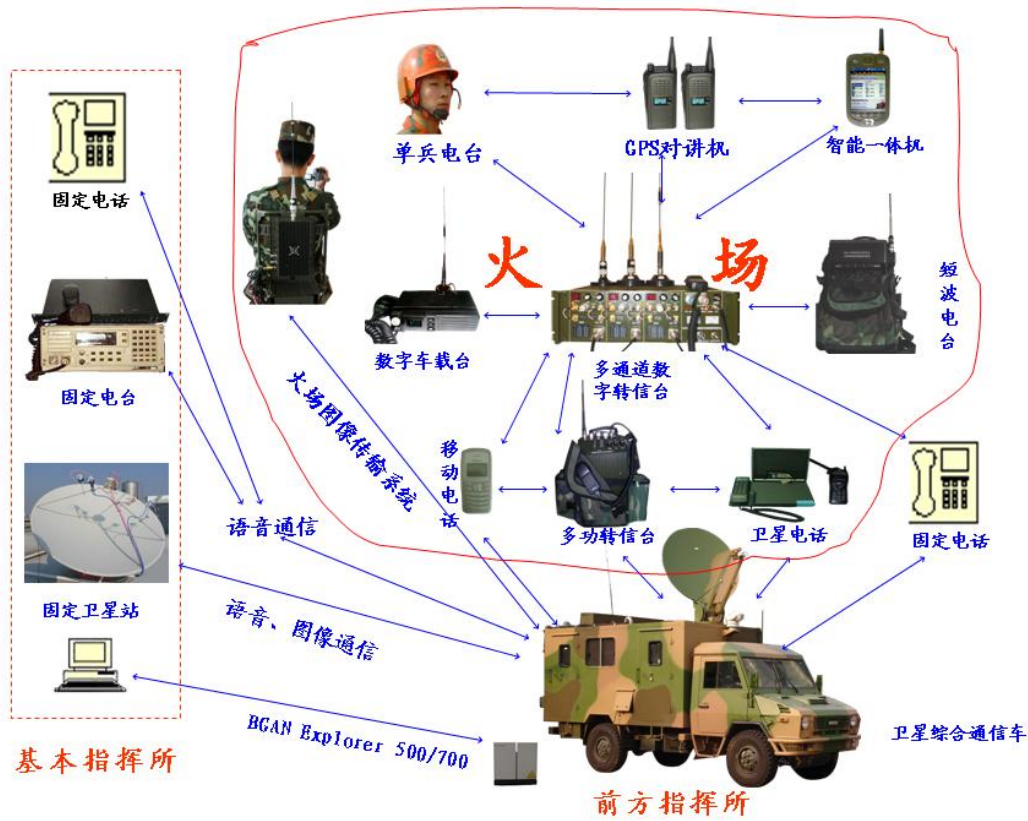 单兵电台
GPS对讲机
智能一体机
固定电话
火场
短波电台
数字车载台
多通道数
字转信台
固定电台
火场图像传输系统
移动电话
语音通信
多功转信台
卫星电话
固定电话
固定卫星站
语音、图像通信
BGAN Explorer 500/700
卫星综合通信车
基本指挥所
前方指挥所